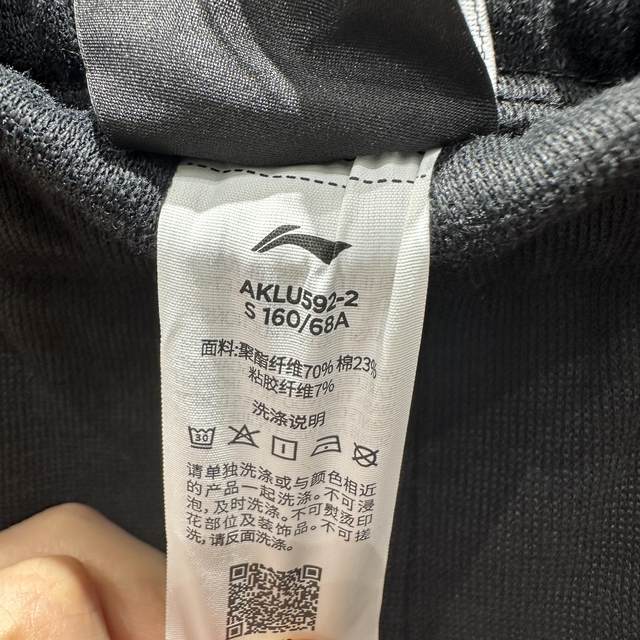 AKLU592-2
S 160/68A
面料:聚酯纤维70% 棉23%
粘胶纤维7%
洗涤说明
30
请单独洗涤或与颜色相近
的产品一起洗涤。不可浸
泡,及时洗涤。不可熨烫印
花部位及装饰品。不可搓
洗,请反面洗涤。